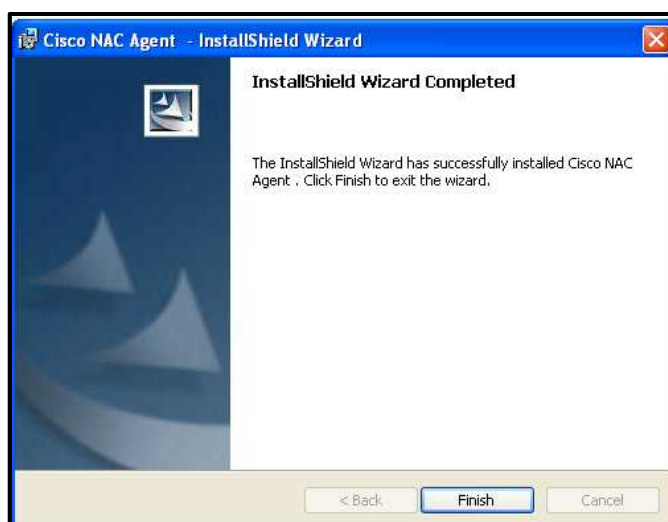 Cisco NAC Agent - InstallShield Wizard
InstallShield Wizard Completed
The InstallShield Wizard has successfully installed Cisco NAC
Agent . Click Finish to exit the wizard.
< Back
Finish
Cancel